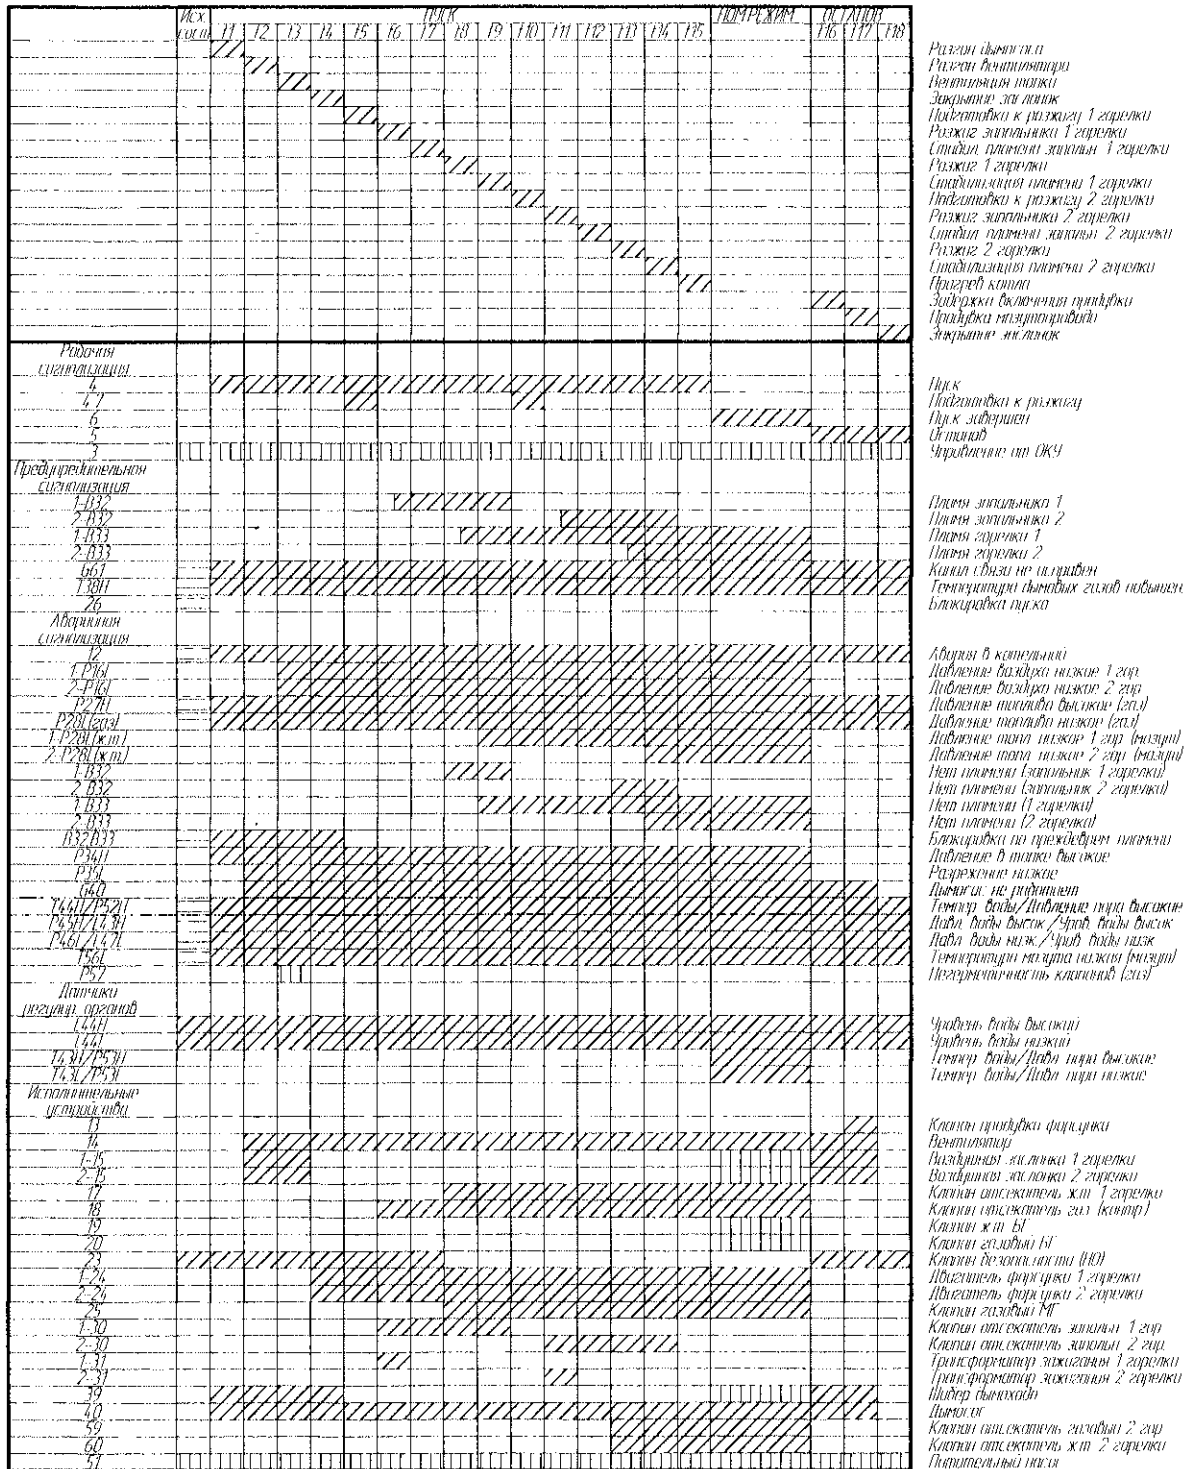 Исх. сост. ПУСК НОМ РЕЖИМ ОСТАНОВ
Т1 Т2 Т3 Т4 Т5 Т6 Т7 Т8 Т9 Т10 Т11 Т12 Т13 Т14 Т15 Т16 Т17 Т18
Разгон дымососа
Разгон вентилятора
Вентиляция топки
Закрытие заслонок
Подготовка к розжигу 1 горелки
Розжиг запальника 1 горелки
Стабил. пламени запальн 1 горелки
Розжиг 1 горелки
Стабилизация пламени 1 горелки
Подготовка к розжигу 2 горелки
Розжиг запальника 2 горелки
Стабил. пламени запальн 2 горелки
Розжиг 2 горелки
Стабилизация пламени 2 горелки
Прогрев котла
Задержка включения продувки
Продувка мазутопровода
Закрытие заслонок
Рабочая
сигнализация
4 Пуск
4-7 Подготовка к розжигу
6 Пуск завершен
5 Останов
3 Управление от ОКУ
Предупредительная
сигнализация
1-В32 Пламя запальника 1
2-В32 Пламя запальника 2
1-В33 Пламя горелки 1
2-В33 Пламя горелки 2
G61 Канал связи не исправен
Т38Н Температура дымовых газов повышен.
26 Блокировка пуска
Аварийная
сигнализация
12 Авария в котельной
1-Р16L Давление воздуха низкое 1 гор.
2-Р16L Давление воздуха низкое 2 гор.
Р27Н Давление топлива высокое (газ)
Р28L(газ) Давление топлива низкое (газ)
1-Р28L(ж.т.) Давление топл. низкое 1 гор. (мазут)
2-Р28L(ж.т.) Давление топл. низкое 2 гор. (мазут)
1-В32 Нет пламени (запальник 1 горелки)
2-В32 Нет пламени (запальник 2 горелки)
1-В33 Нет пламени (1 горелка)
2-В33 Нет пламени (2 горелка)
В32,В33 Блокировка по преждеврем. пламени
Р34Н Давление в топке высокое
Р35L Разрежение низкое
G40 Дымосос не работает
Т44Н/Р52Н Темпер. воды/Давление пара высокие
Р45Н/L43Н Давл. воды высок./Уров. воды высок
Р46L/L47L Давл. воды низк./Уров. воды низк
Т56L Температура мазута низкая (мазут)
Р57 Негерметичность клапанов (газ)
Датчики
регулир. органов
L44Н Уровень воды высокий
L44L Уровень воды низкий
Т43Н/Р53Н Темпер. воды/Давл. пара высокие
Т43L/Р53L Темпер. воды/Давл. пара низкие
Исполнительные
устройства
13 Клапан продувки форсунки
14 Вентилятор
1-15 Воздушная заслонка 1 горелки
2-15 Воздушная заслонка 2 горелки
17 Клапан отсекатель ж.т. 1 горелки
18 Клапан отсекатель газ (контр.)
19 Клапан ж.т. БГ
20 Клапан газовый БГ
23 Клапан безопасности (НО)
1-24 Двигатель форсунки 1 горелки
2-24 Двигатель форсунки 2 горелки
25 Клапан газовый МГ
1-30 Клапан отсекатель запальн. 1 гор.
2-30 Клапан отсекатель запальн. 2 гор.
1-31 Трансформатор зажигания 1 горелки
2-31 Трансформатор зажигания 2 горелки
39 Шибер дымохода
40 Дымосос
59 Клапан отсекатель газовый 2 гор.
60 Клапан отсекатель ж.т. 2 горелки
51 Питательный насос